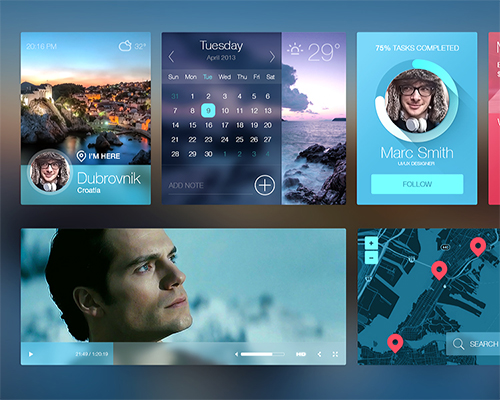 20:16 PM
32°
I'M HERE
Dubrovnik
Croatia
Tuesday
April 2013
Sun Mon Tue Wed Thu Fri Sat
31 1 2 3 4 5 6
7 8 9 10 11 12 13
14 15 16 17 18 19 20
21 22 23 24 25 26 27
28 29 30 1 2 3 4
ADD NOTE
29°
75% TASKS COMPLETED
Marc Smith
UI/UX DESIGNER
FOLLOW
21:49 / 1:20:19
HD
+
-
SEARCH